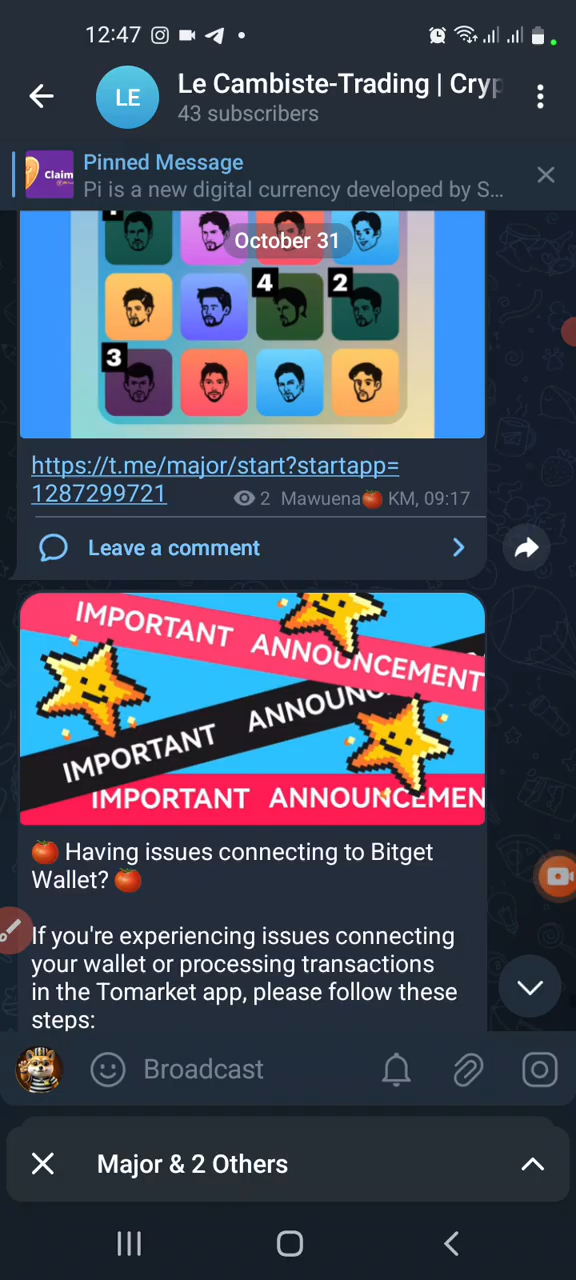 12:47
LE
Le Cambiste-Trading | Cryp
43 subscribers
Claim
Pinned Message
Pi is a new digital currency developed by S...
October 31
4
2
3
https://t.me/major/start?startapp=
1287299721
2 Mawuena🍅 KM, 09:17
Leave a comment
IMPORTANT ANNOUNCEMENT
IMPORTANT ANNOUNC
IMPORTANT ANNOUNCEMEN
🍅 Having issues connecting to Bitget
Wallet? 🍅
If you're experiencing issues connecting
your wallet or processing transactions
in the Tomarket app, please follow these
steps:
Broadcast
Major & 2 Others